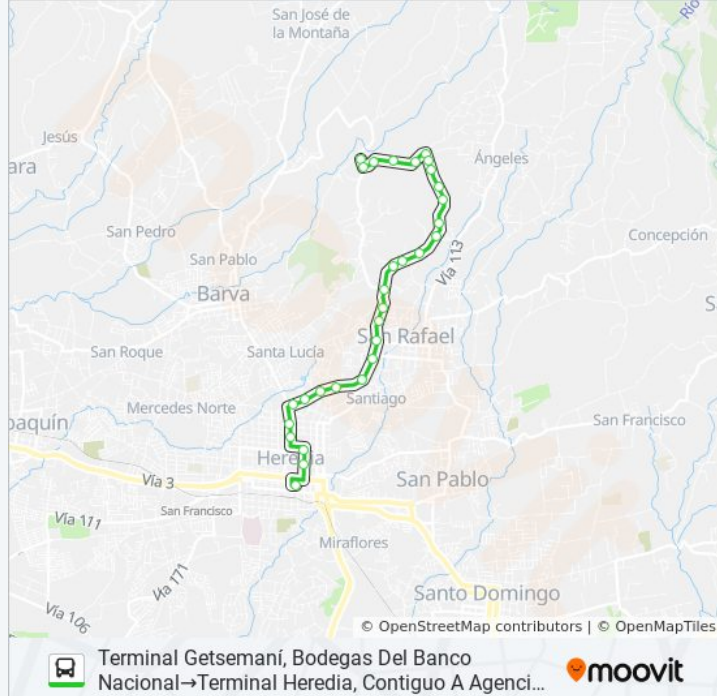 San José de
la Montaña
Río
Jesús
ara
Ángeles
San Pedro
Concepción
San Pablo
Vía 113
Barva
S
San Rafael
San Roque
Santa Lucía
Santiago
Mercedes Norte
oaquín
San Francisco
Heredia
San Pablo
Vía 3
Vía 111
San Francisco
Miraflores
Vía 171
Santo Domingo
Vía 106
© OpenStreetMap contributors | © OpenMapTiles
Terminal Getsemaní, Bodegas Del Banco
Nacional→Terminal Heredia, Contiguo A Agenci...
moovit